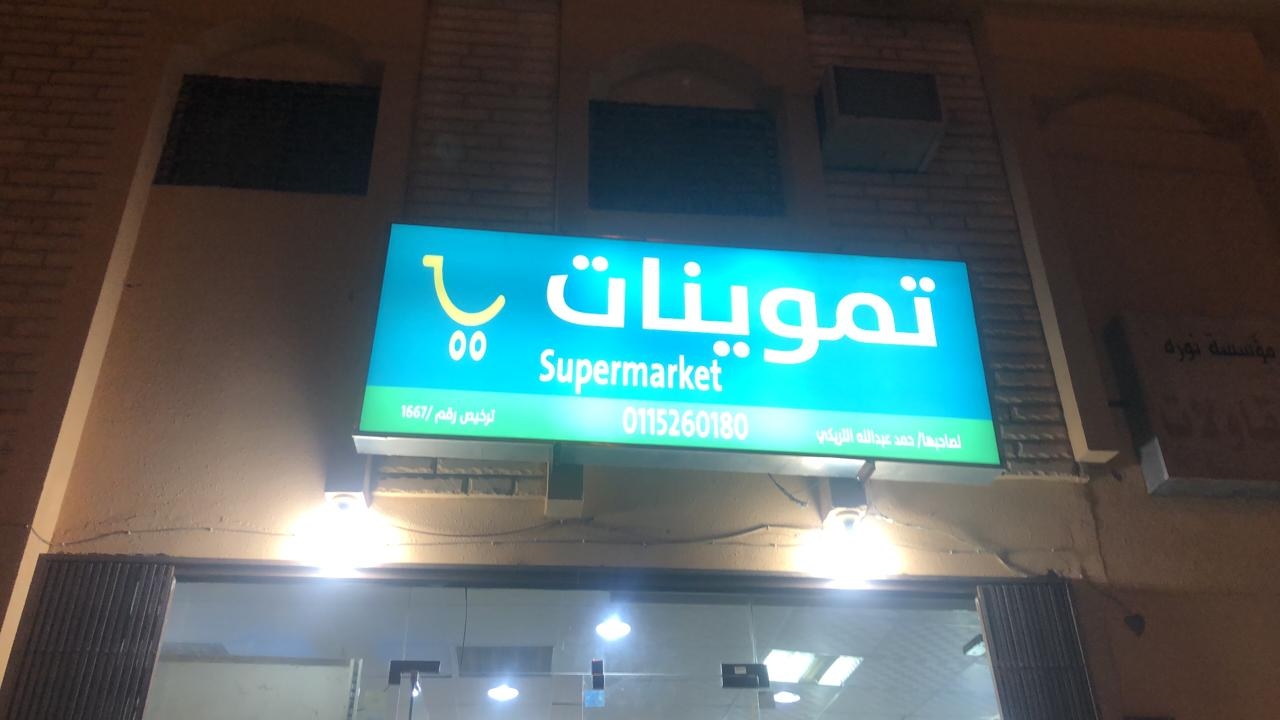 تموينات
Supermarket
لصاحبها/ حمد عبدالله التريكي
0115260180
ترخيص رقم /1667
مؤسسة نوره